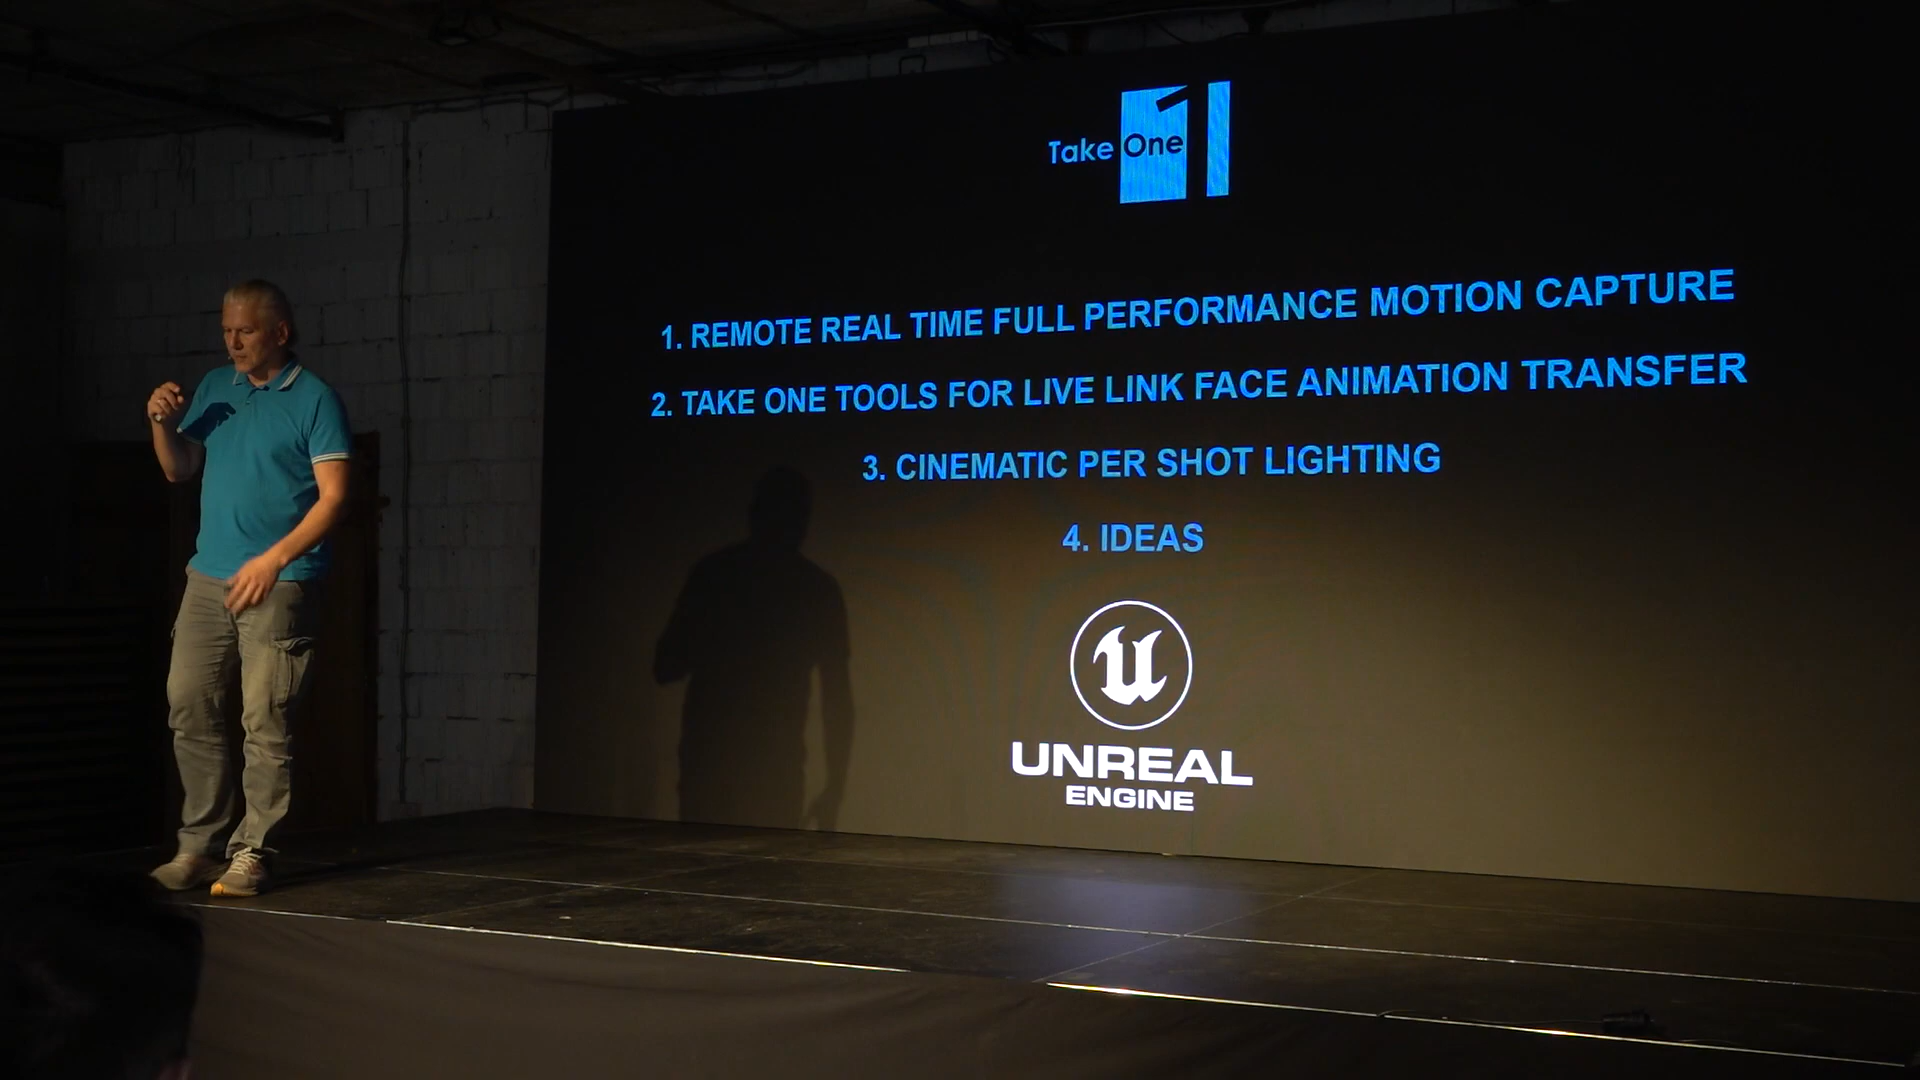 Take One 1
1. REMOTE REAL TIME FULL PERFORMANCE MOTION CAPTURE
2. TAKE ONE TOOLS FOR LIVE LINK FACE ANIMATION TRANSFER
3. CINEMATIC PER SHOT LIGHTING
4. IDEAS
UNREAL
ENGINE